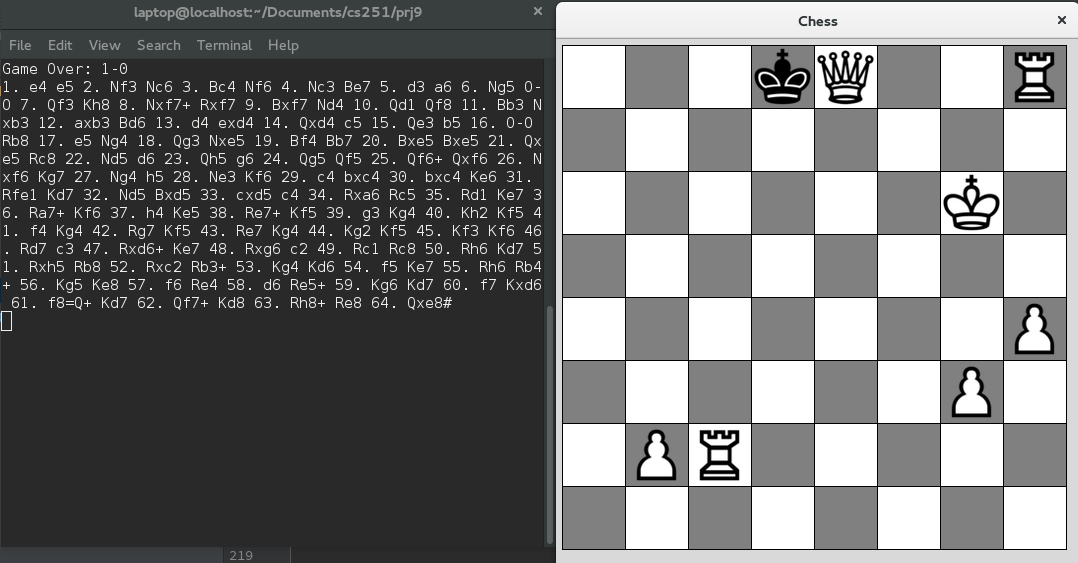 laptop@localhost:~/Documents/cs251/prj9
File Edit View Search Terminal Help
Game Over: 1-0
1. e4 e5 2. Nf3 Nc6 3. Bc4 Nf6 4. Nc3 Be7 5. d3 a6 6. Ng5 O-
O 7. Qf3 Kh8 8. Nxf7+ Rxf7 9. Bxf7 Nd4 10. Qd1 Qf8 11. Bb3 N
xb3 12. axb3 Bd6 13. d4 exd4 14. Qxd4 c5 15. Qe3 b5 16. O-O
Rb8 17. e5 Ng4 18. Qg3 Nxe5 19. Bf4 Bb7 20. Bxe5 Bxe5 21. Qx
e5 Rc8 22. Nd5 d6 23. Qh5 g6 24. Qg5 Qf5 25. Qf6+ Qxf6 26. N
xf6 Kg7 27. Ng4 h5 28. Ne3 Kf6 29. c4 bxc4 30. bxc4 Ke6 31.
Rfe1 Kd7 32. Nd5 Bxd5 33. cxd5 c4 34. Rxa6 Rc5 35. Rd1 Ke7 3
6. Ra7+ Kf6 37. h4 Ke5 38. Re7+ Kf5 39. g3 Kg4 40. Kh2 Kf5 4
1. f4 Kg4 42. Rg7 Kf5 43. Re7 Kg4 44. Kg2 Kf5 45. Kf3 Kf6 46
. Rd7 c3 47. Rxd6+ Ke7 48. Rxg6 c2 49. Rc1 Rc8 50. Rh6 Kd7 5
1. Rxh5 Rb8 52. Rxc2 Rb3+ 53. Kg4 Kd6 54. f5 Ke7 55. Rh6 Rb4
+ 56. Kg5 Ke8 57. f6 Re4 58. d6 Re5+ 59. Kg6 Kd7 60. f7 Kxd6
61. f8=Q+ Kd7 62. Qf7+ Kd8 63. Rh8+ Re8 64. Qxe8#
219
Chess